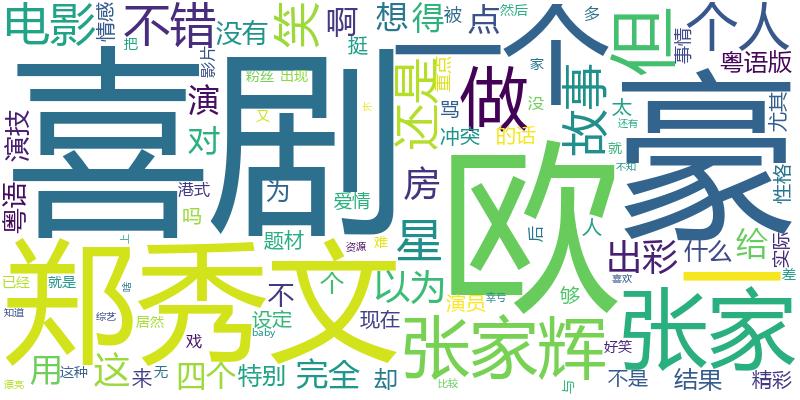 电影
情感
不错
没有
笑
啊
想
得
被
然后
点
多
一个
但
个人
事情
把
影片
挺
家
粤语版
喜剧
粉丝
出现
还是
重点
骂
做
没
故事
太
还有
豪
尤其
演技
演
对
又
长
冲突
的话
就
不知
性格
粤语
港式
吗
为
爱情
房
欧
后
人
实际
郑秀文
上
题材
资源
难
星
出彩
什么
给
一
差
已经
就是
啥
不
个
以为
演员
幸亏
够
喜欢
张家
知道
综艺
居然
设定
baby
现在
张家辉
戏
好笑
用
这种
这
来
无
四个
特别
完全
却
比较
与
不是
结果
精彩
漂亮